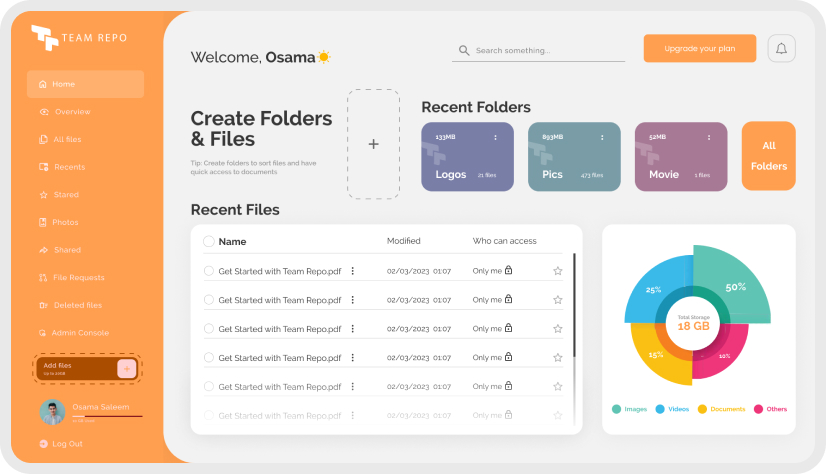 TEAM REPO
Home
Overview
All files
Recents
Stared
Photos
Shared
File Requests
Deleted files
Admin Console
Add files
Up to 20GB
Osama Saleem
Log Out
Welcome, Osama
Search something...
Upgrade your plan
Create Folders
& Files
Tip: Create folders to sort files and have
quick access to documents
+
Recent Folders
133MB
Logos 21 files
893MB
Pics 473 files
52MB
Movie 1 files
All
Folders
Recent Files
Name Modified Who can access
Get Started with Team Repo.pdf 02/03/2023 01:07 Only me
Get Started with Team Repo.pdf 02/03/2023 01:07 Only me
Get Started with Team Repo.pdf 02/03/2023 01:07 Only me
Get Started with Team Repo.pdf 02/03/2023 01:07 Only me
Get Started with Team Repo.pdf 02/03/2023 01:07 Only me
Get Started with Team Repo.pdf 02/03/2023 01:07 Only me
25%
50%
Total Storage
18 GB
15%
10%
Images Videos Documents Others